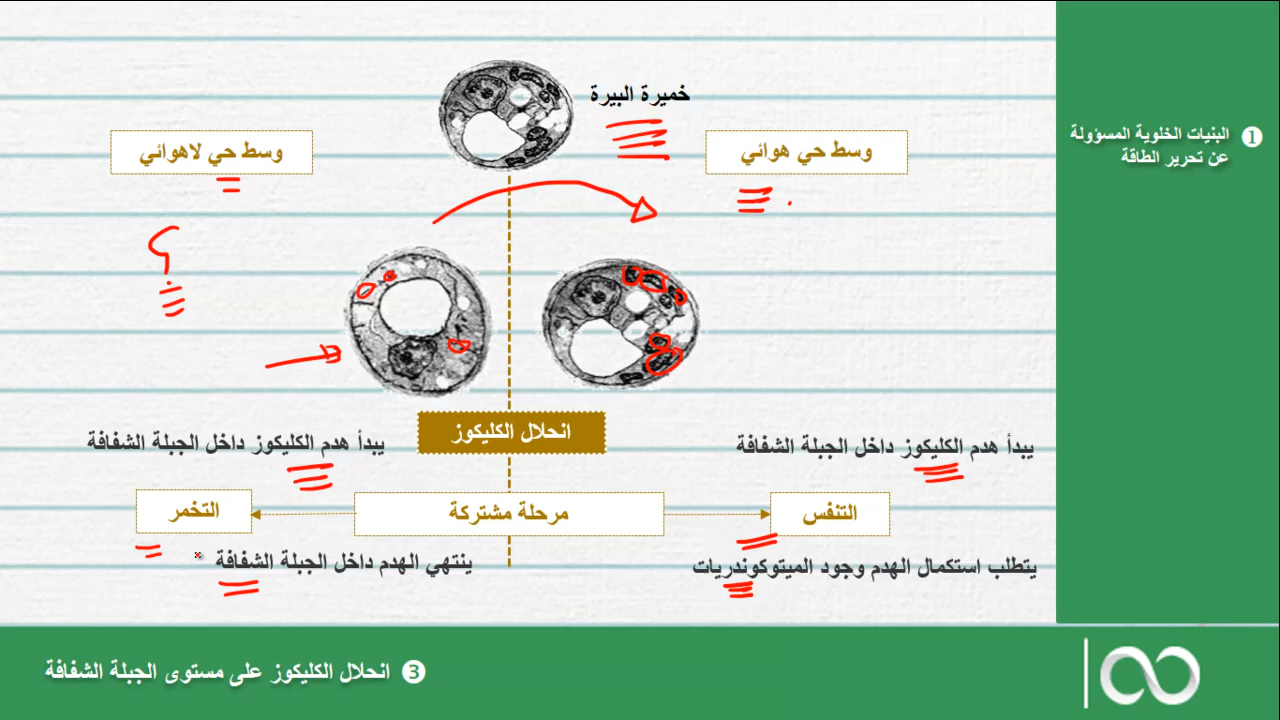 خميرة البيرة
وسط حي هوائي
وسط حي لاهوائي
انحلال الكليكوز
يبدأ هدم الكليكوز داخل الجبلة الشفافة
يبدأ هدم الكليكوز داخل الجبلة الشفافة
التنفس
مرحلة مشتركة
التخمر
يتطلب استكمال الهدم وجود الميتوكوندريات
ينتهي الهدم داخل الجبلة الشفافة
1 البنيات الخلوية المسؤولة
عن تحرير الطاقة
3 انحلال الكليكوز على مستوى الجبلة الشفافة
؟